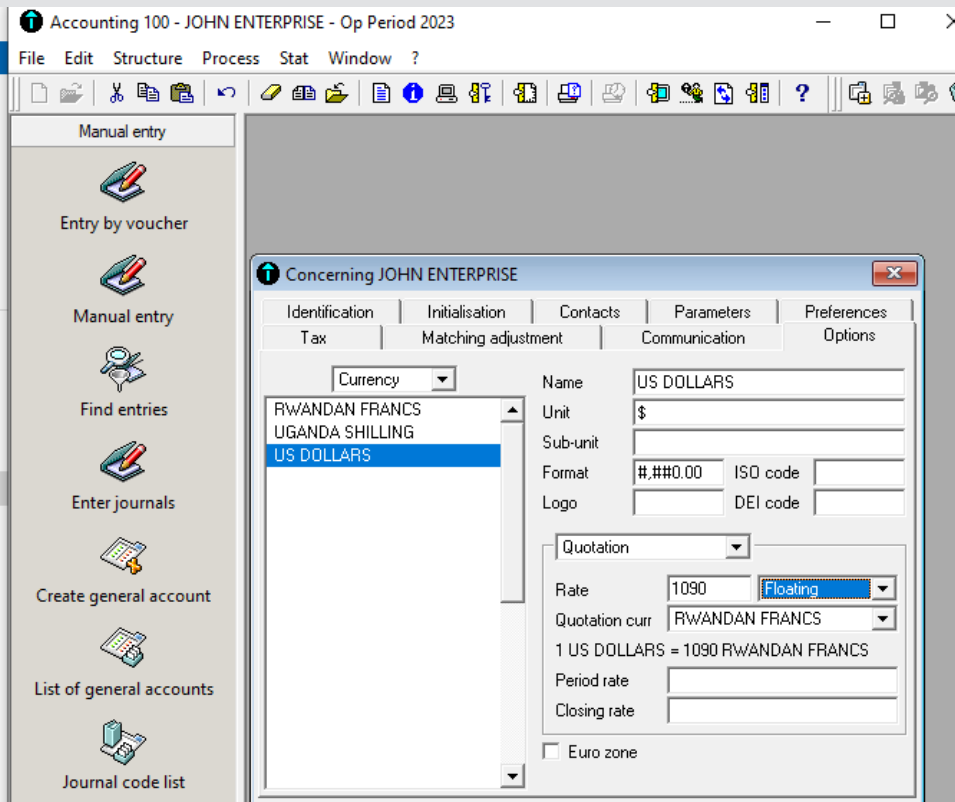 Accounting 100 - JOHN ENTERPRISE - Op Period 2023
File Edit Structure Process Stat Window ?
Manual entry
Entry by voucher
Manual entry
Find entries
Enter journals
Create general account
List of general accounts
Journal code list
Concerning JOHN ENTERPRISE
Identification Initialisation Contacts Parameters Preferences
Tax Matching adjustment Communication Options
Currency
RWANDAN FRANCS
UGANDA SHILLING
US DOLLARS
Name US DOLLARS
Unit $
Sub-unit
Format #,##0.00 ISO code
Logo DEI code
Quotation
Rate 1090 Floating
Quotation curr RWANDAN FRANCS
1 US DOLLARS = 1090 RWANDAN FRANCS
Period rate
Closing rate
Euro zone